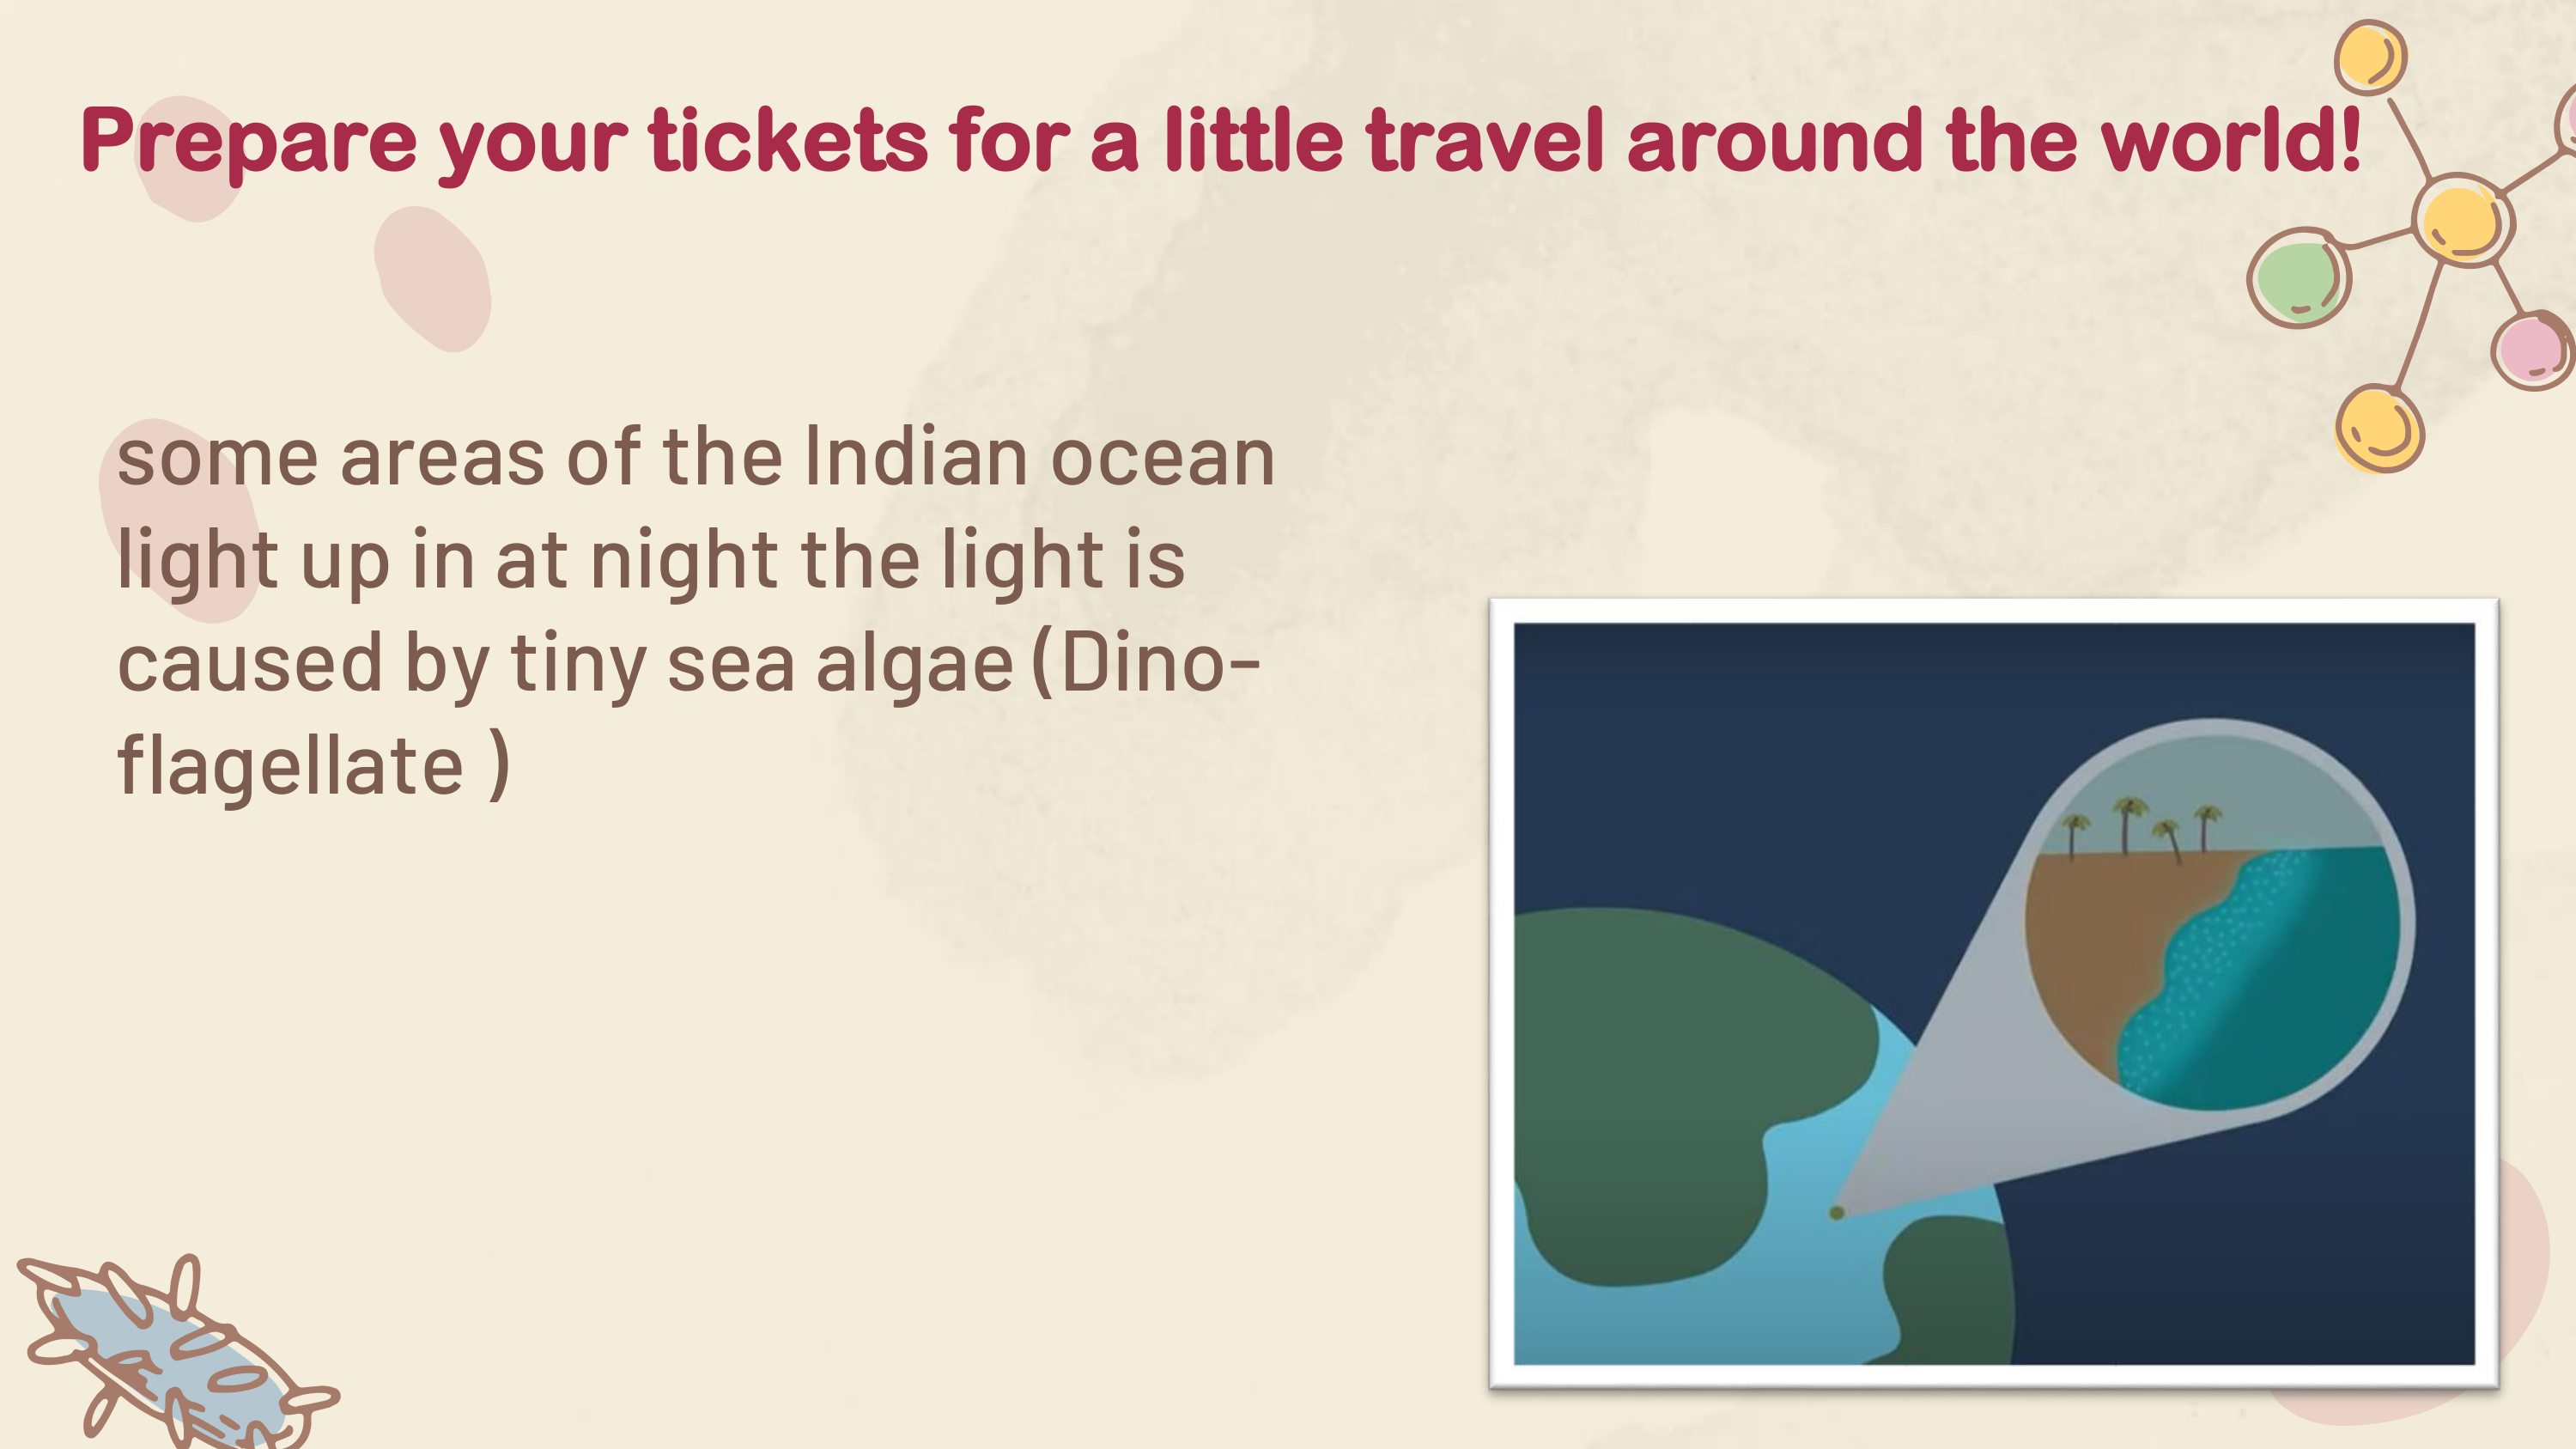 Prepare your tickets for a little travel around the world!
some areas of the Indian ocean
light up in at night the light is
caused by tiny sea algae (Dino-
flagellate )